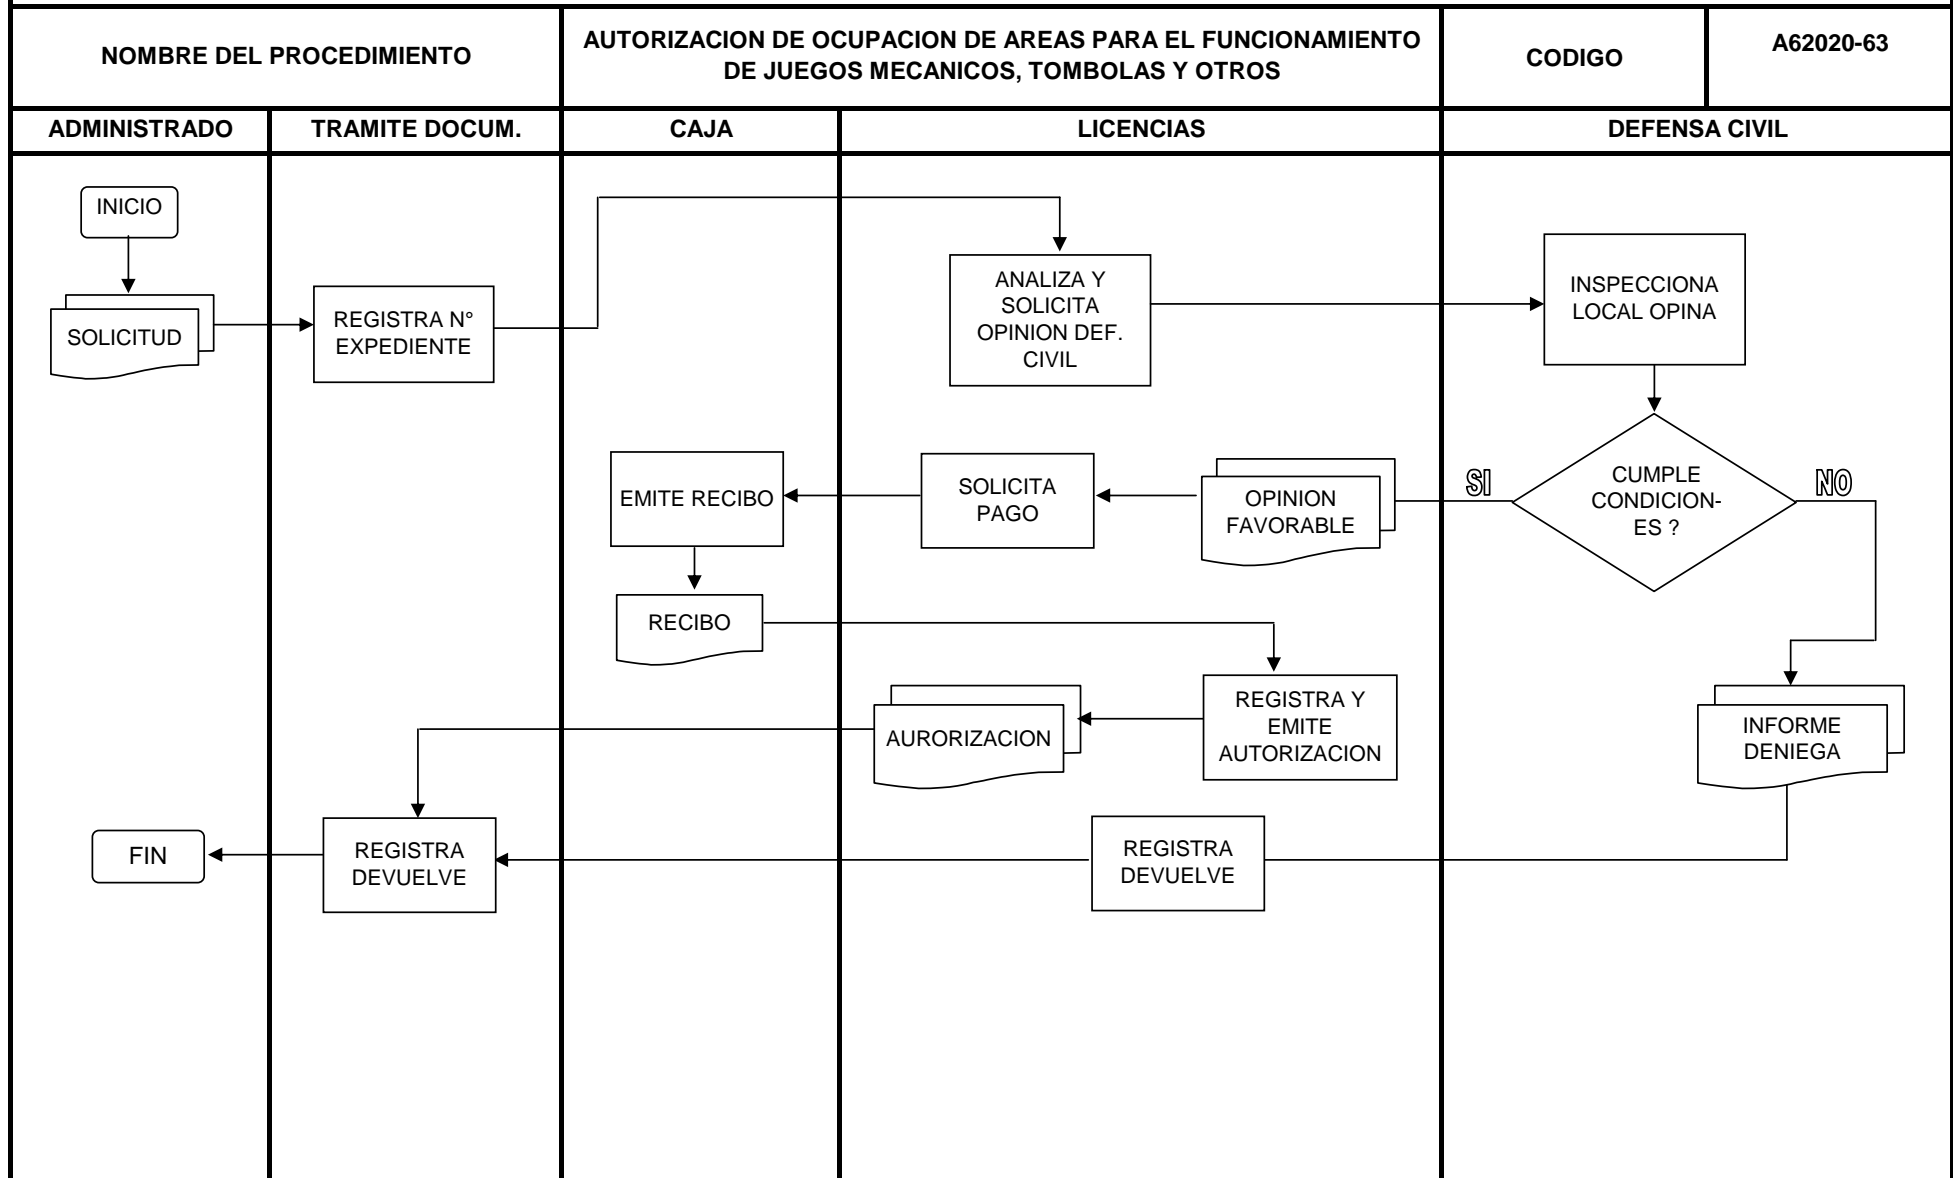 NOMBRE DEL PROCEDIMIENTO
AUTORIZACION DE OCUPACION DE AREAS PARA EL FUNCIONAMIENTO
DE JUEGOS MECANICOS, TOMBOLAS Y OTROS
CODIGO
A62020-63
ADMINISTRADO
TRAMITE DOCUM.
CAJA
LICENCIAS
DEFENSA CIVIL
INICIO
SOLICITUD
REGISTRA N°
EXPEDIENTE
ANALIZA Y
SOLICITA
OPINION DEF.
CIVIL
INSPECCIONA
LOCAL OPINA
CUMPLE
CONDICION-
ES ?
SI
NO
OPINION
FAVORABLE
SOLICITA
PAGO
EMITE RECIBO
RECIBO
REGISTRA Y
EMITE
AUTORIZACION
AURORIZACION
INFORME
DENIEGA
REGISTRA
DEVUELVE
REGISTRA
DEVUELVE
FIN